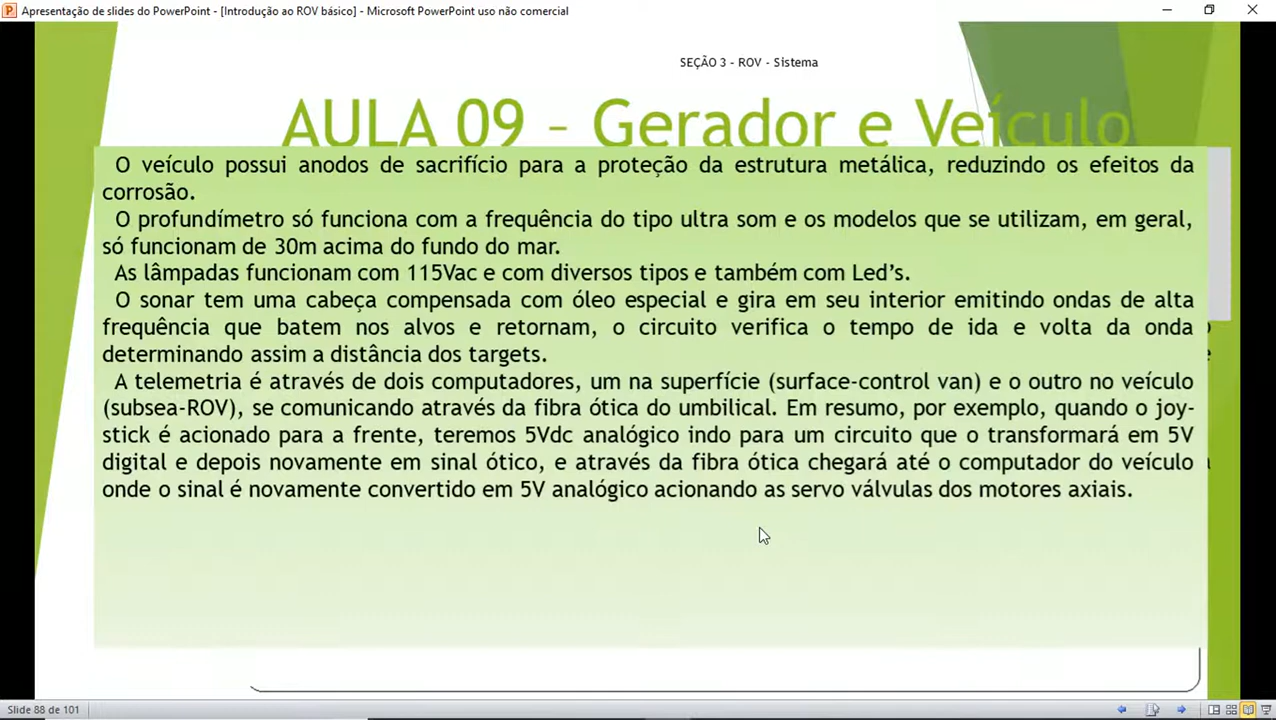 Apresentação de slides do PowerPoint - [Introdução ao ROV básico] - Microsoft PowerPoint uso não comercial
SEÇÃO 3 - ROV - Sistema
AULA 09 – Gerador e Veículo
O veículo possui anodos de sacrifício para a proteção da estrutura metálica, reduzindo os efeitos da
corrosão.
O profundímetro só funciona com a frequência do tipo ultra som e os modelos que se utilizam, em geral,
só funcionam de 30m acima do fundo do mar.
As lâmpadas funcionam com 115Vac e com diversos tipos e também com Led's.
O sonar tem uma cabeça compensada com óleo especial e gira em seu interior emitindo ondas de alta
frequência que batem nos alvos e retornam, o circuito verifica o tempo de ida e volta da onda
determinando assim a distância dos targets.
A telemetria é através de dois computadores, um na superfície (surface-control van) e o outro no veículo
(subsea-ROV), se comunicando através da fibra ótica do umbilical. Em resumo, por exemplo, quando o joy-
stick é acionado para a frente, teremos 5Vdc analógico indo para um circuito que o transformará em 5V
digital e depois novamente em sinal ótico, e através da fibra ótica chegará até o computador do veículo
onde o sinal é novamente convertido em 5V analógico acionando as servo válvulas dos motores axiais.
Slide 88 de 101